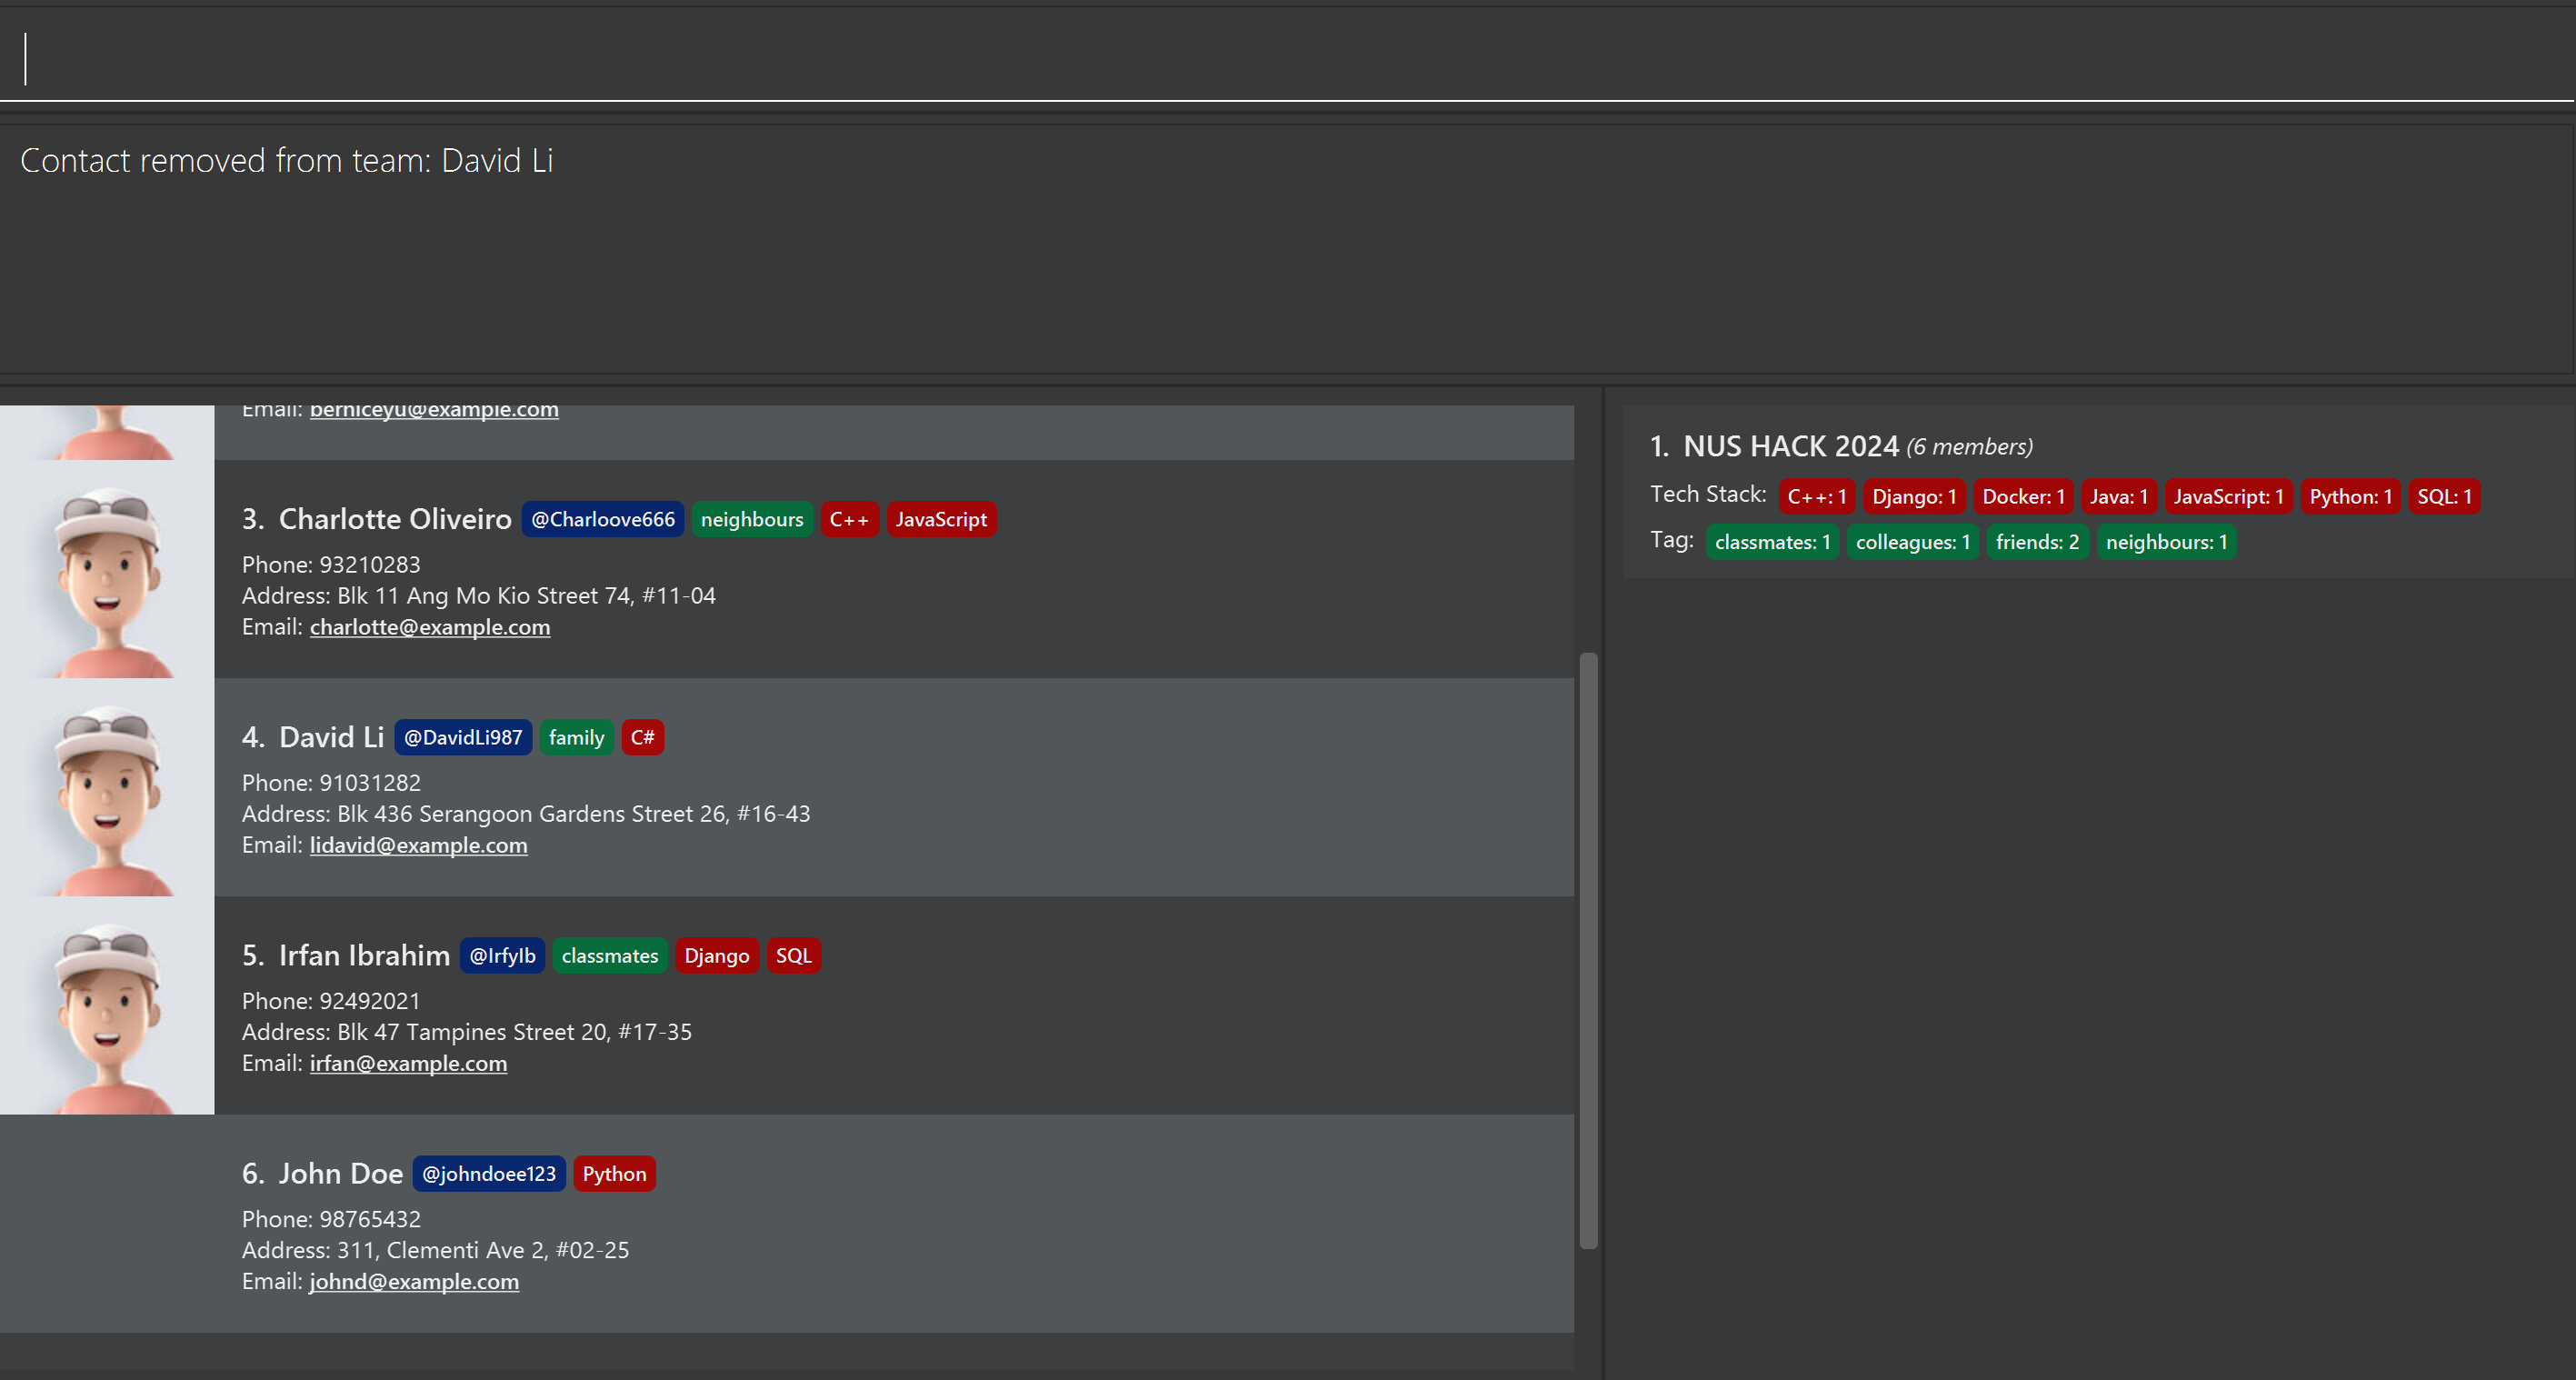 Contact removed from team: David Li
Email: berniceyu@example.com
3. Charlotte Oliveiro @Charloove666 neighbours C++ JavaScript
Phone: 93210283
Address: Blk 11 Ang Mo Kio Street 74, #11-04
Email: charlotte@example.com
4. David Li @DavidLi987 family C#
Phone: 91031282
Address: Blk 436 Serangoon Gardens Street 26, #16-43
Email: lidavid@example.com
5. Irfan Ibrahim @IrfyIb classmates Django SQL
Phone: 92492021
Address: Blk 47 Tampines Street 20, #17-35
Email: irfan@example.com
6. John Doe @johndoee123 Python
Phone: 98765432
Address: 311, Clementi Ave 2, #02-25
Email: johnd@example.com
1. NUS HACK 2024 (6 members)
Tech Stack: C++: 1 Django: 1 Docker: 1 Java: 1 JavaScript: 1 Python: 1 SQL: 1
Tag: classmates: 1 colleagues: 1 friends: 2 neighbours: 1